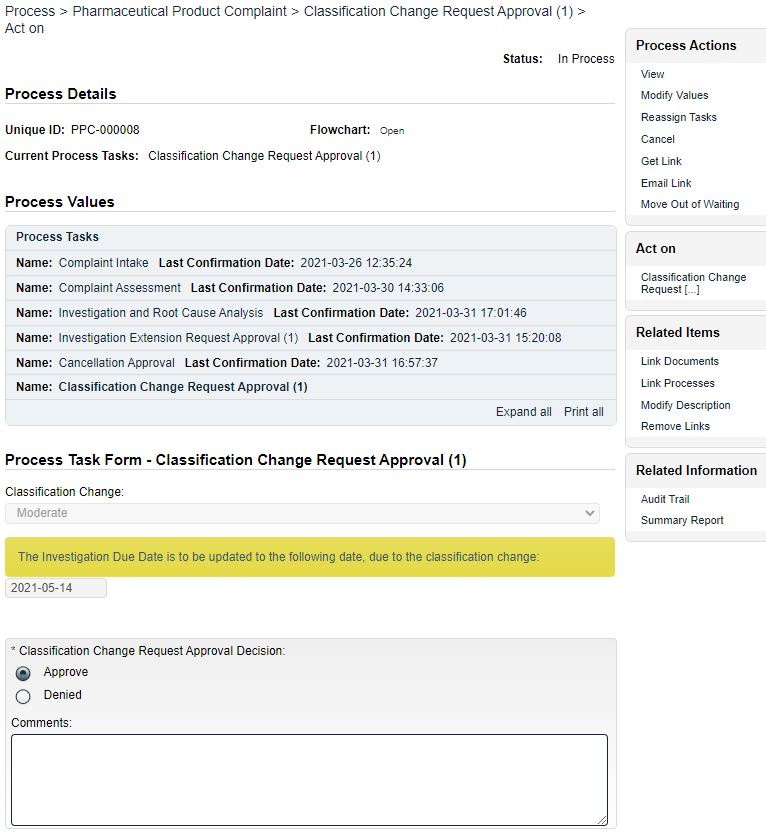 Process > Pharmaceutical Product Complaint > Classification Change Request Approval (1) >
Act on
Status: In Process
Process Details
Unique ID: PPC-000008 Flowchart: Open
Current Process Tasks: Classification Change Request Approval (1)
Process Values
Process Tasks
Name: Complaint Intake Last Confirmation Date: 2021-03-26 12:35:24
Name: Complaint Assessment Last Confirmation Date: 2021-03-30 14:33:06
Name: Investigation and Root Cause Analysis Last Confirmation Date: 2021-03-31 17:01:46
Name: Investigation Extension Request Approval (1) Last Confirmation Date: 2021-03-31 15:20:08
Name: Cancellation Approval Last Confirmation Date: 2021-03-31 16:57:37
Name: Classification Change Request Approval (1)
Expand all Print all
Process Task Form - Classification Change Request Approval (1)
Classification Change:
Moderate
The Investigation Due Date is to be updated to the following date, due to the classification change:
2021-05-14
* Classification Change Request Approval Decision:
Approve
Denied
Comments:
Process Actions
View
Modify Values
Reassign Tasks
Cancel
Get Link
Email Link
Move Out of Waiting
Act on
Classification Change
Request [...]
Related Items
Link Documents
Link Processes
Modify Description
Remove Links
Related Information
Audit Trail
Summary Report